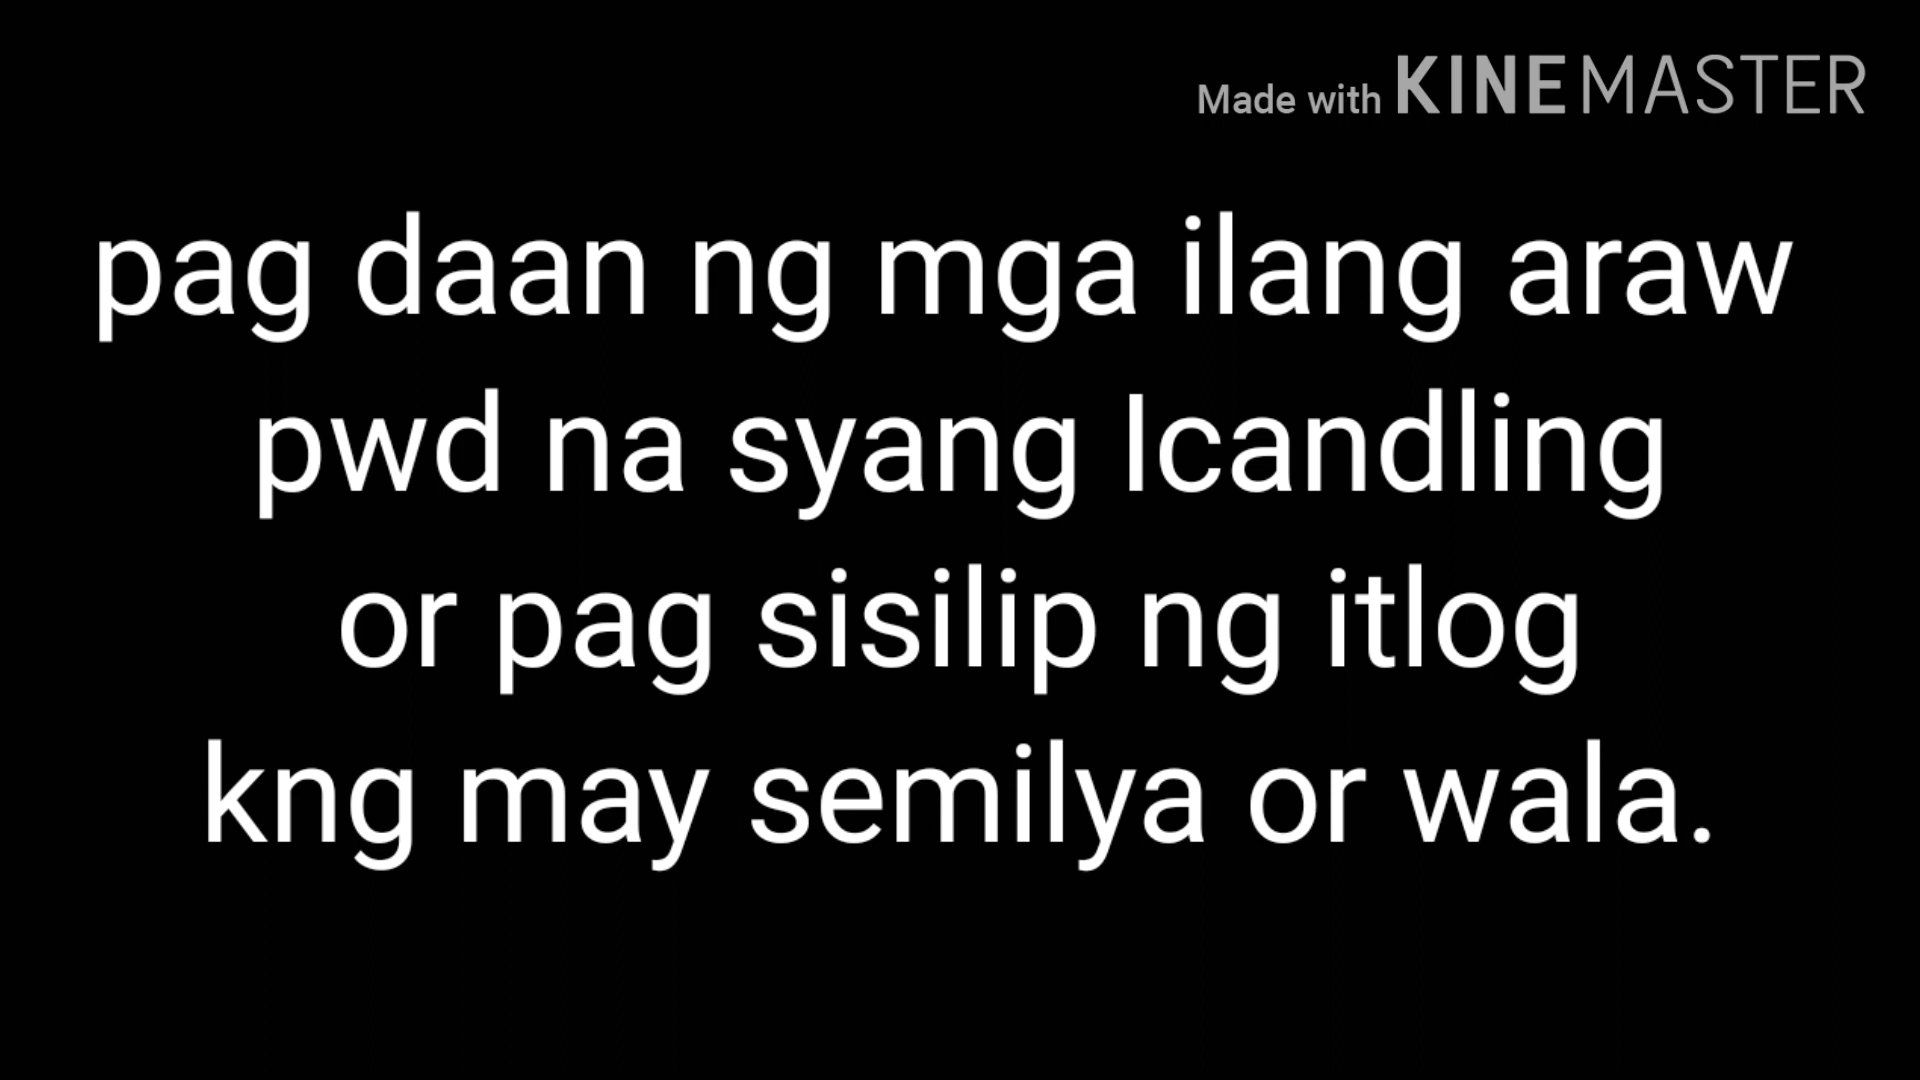 Made with KINEMASTER
pag daan ng mga ilang araw
pwd na syang Icandling
or pag sisilip ng itlog
kng may semilya or wala.